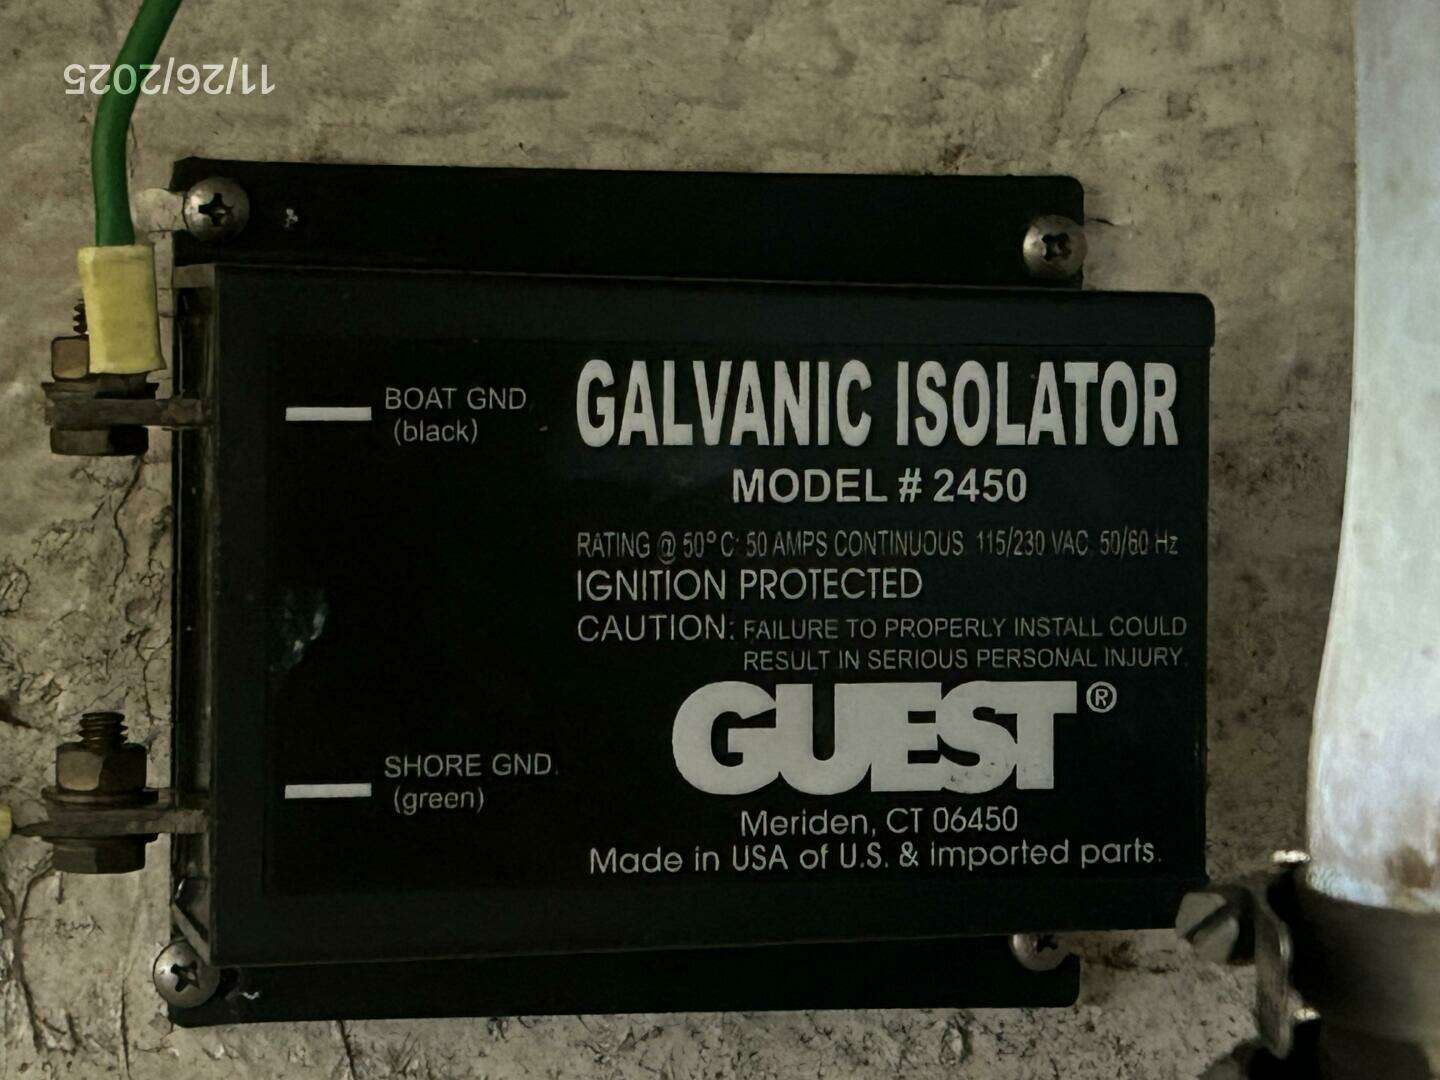 11/26/2025
BOAT GND
(black)
GALVANIC ISOLATOR
MODEL # 2450
RATING @ 50°C: 50 AMPS CONTINUOUS 115/230 VAC 50/60 Hz
IGNITION PROTECTED
CAUTION: FAILURE TO PROPERLY INSTALL COULD
RESULT IN SERIOUS PERSONAL INJURY.
SHORE GND.
(green)
GUEST®
Meriden, CT 06450
Made in USA of U.S. & imported parts.